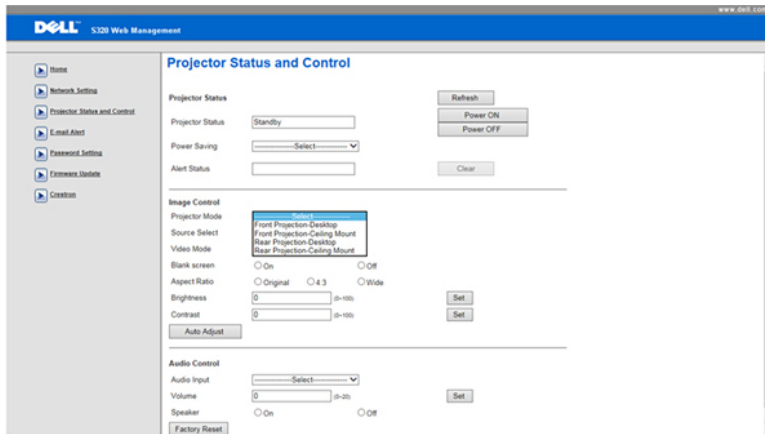 www.dell.com
DELL™ S320 Web Management
Home
Network Setting
Projector Status and Control
E-mail Alert
Password Setting
Firmware Update
Crestron
Projector Status and Control
Projector Status
Refresh
Power ON
Projector Status Standby
Power OFF
Power Saving ---------------Select---------------
Alert Status
Clear
Image Control
Projector Mode ---------------Select---------------
Front Projection-Desktop
Source Select Front Projection-Ceiling Mount
Rear Projection-Desktop
Video Mode Rear Projection-Ceiling Mount
Blank screen On Off
Aspect Ratio Original 4:3 Wide
Brightness 0 (0~100) Set
Contrast 0 (0~100) Set
Auto Adjust
Audio Control
Audio Input ---------------Select---------------
Volume 0 (0~20) Set
Speaker On Off
Factory Reset